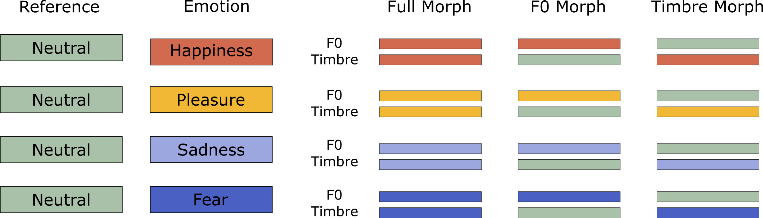 Reference Emotion Full Morph F0 Morph Timbre Morph
Neutral Happiness F0
Timbre
Neutral Pleasure F0
Timbre
Neutral Sadness F0
Timbre
Neutral Fear F0
Timbre